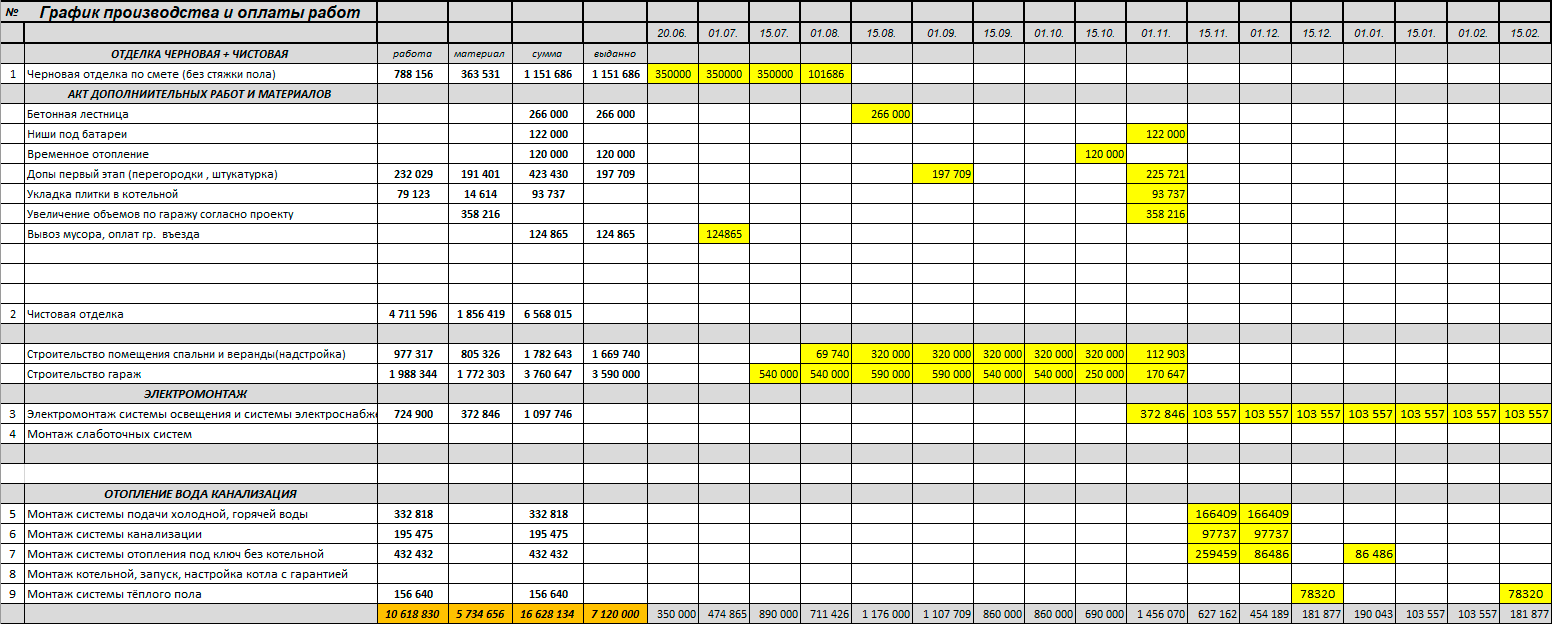 № График производства и оплаты работ
20.06. 01.07. 15.07. 01.08. 15.08. 01.09. 15.09. 01.10. 15.10. 01.11. 15.11. 01.12. 15.12. 01.01. 15.01. 01.02. 15.02.
ОТДЕЛКА ЧЕРНОВАЯ + ЧИСТОВАЯ работа материал сумма выданно
1 Черновая отделка по смете (без стяжки пола) 788 156 363 531 1 151 686 1 151 686 350000 350000 350000 101686
АКТ ДОПОЛНИИТЕЛЬНЫХ РАБОТ И МАТЕРИАЛОВ
Бетонная лестница 266 000 266 000 266 000
Ниши под батареи 122 000 122 000
Временное отопление 120 000 120 000 120 000
Допы первый этап (перегородки , штукатурка) 232 029 191 401 423 430 197 709 197 709 225 721
Укладка плитки в котельной 79 123 14 614 93 737 93 737
Увеличение объемов по гаражу согласно проекту 358 216 358 216
Вывоз мусора, оплат гр. въезда 124 865 124 865 124865
2 Чистовая отделка 4 711 596 1 856 419 6 568 015
Строительство помещения спальни и веранды(надстройка) 977 317 805 326 1 782 643 1 669 740 69 740 320 000 320 000 320 000 320 000 320 000 112 903
Строительство гараж 1 988 344 1 772 303 3 760 647 3 590 000 540 000 540 000 590 000 590 000 540 000 540 000 250 000 170 647
ЭЛЕКТРОМОНТАЖ
3 Электромонтаж системы освещения и системы электроснабже 724 900 372 846 1 097 746 372 846 103 557 103 557 103 557 103 557 103 557 103 557 103 557
4 Монтаж слаботочных систем
ОТОПЛЕНИЕ ВОДА КАНАЛИЗАЦИЯ
5 Монтаж системы подачи холодной, горячей воды 332 818 332 818 166409 166409
6 Монтаж системы канализации 195 475 195 475 97737 97737
7 Монтаж системы отопления под ключ без котельной 432 432 432 432 259459 86486 86 486
8 Монтаж котельной, запуск, настройка котла с гарантией
9 Монтаж системы тёплого пола 156 640 156 640 78320 78320
10 618 830 5 734 656 16 628 134 7 120 000 350 000 474 865 890 000 711 426 1 176 000 1 107 709 860 000 860 000 690 000 1 456 070 627 162 454 189 181 877 190 043 103 557 103 557 181 877